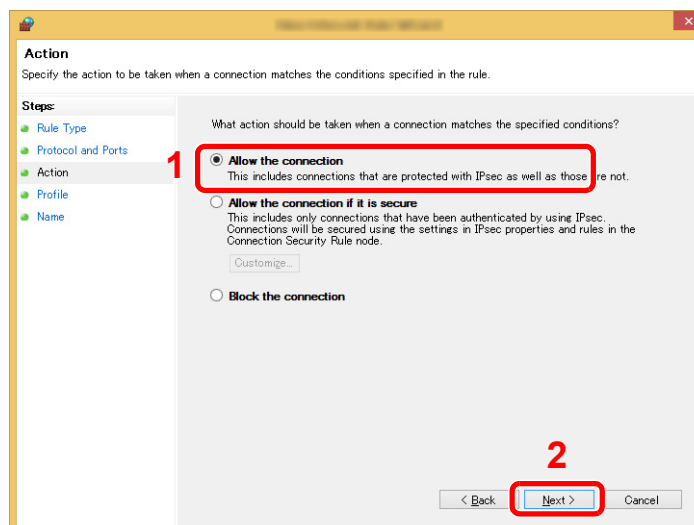 Action
Specify the action to be taken when a connection matches the conditions specified in the rule.
Steps:
Rule Type
Protocol and Ports
Action
Profile
Name
What action should be taken when a connection matches the specified conditions?
1
Allow the connection
This includes connections that are protected with IPsec as well as those re not.
Allow the connection if it is secure
This includes only connections that have been authenticated by using IPsec.
Connections will be secured using the settings in IPsec properties and rules in the
Connection Security Rule node.
Customize...
Block the connection
2
< Back
Next >
Cancel